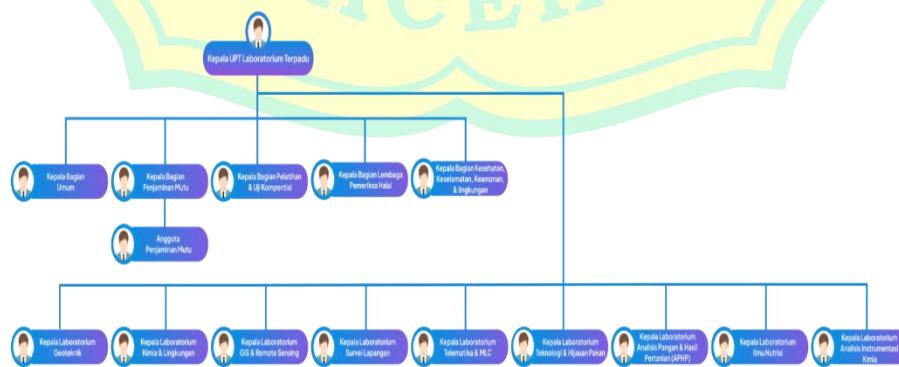 ACEH
Kepala UPT Laboratorium Terpadu
Kepala Bagian
Umum
Kepala Bagian
Penjaminan Mutu
Kepala Bagian Pelatihan
& Uji Kompentisi
Kepala Bagian Lembaga
Pemeriksa Halal
Kepala Bagian Kesehatan,
Keselamatan, Keamanan,
& lingkungan
Anggota
Penjaminan Mutu
Kepala Laboratorium
Geoteknik
Kepala Laboratorium
Kimia & Lingkungan
Kepala Laboratorium
GIS & Remote Sensing
Kepala Laboratorium
Survei Lapangan
Kepala Laboratorium
Telematika & MLC
Kepala Laboratorium
Teknologi & Hijauan Pakan
Kepala Laboratorium
Analisis Pangan & Hasil
Pertanian (APHP)
Kepala Laboratorium
Ilmu Nutrisi
Kepala Laboratorium
Analisis Instrumentasi
Kimia